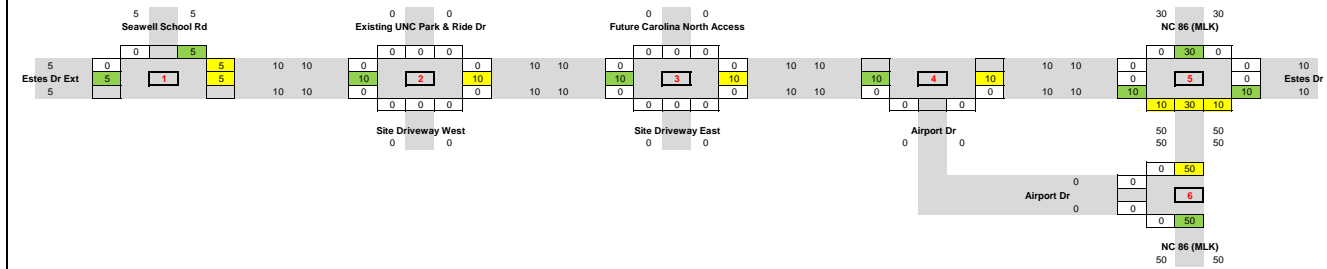 5 5 0 0 0 0 30 30
Seawell School Rd Existing UNC Park & Ride Dr Future Carolina North Access NC 86 (MLK)
0 5 0 0 0 0 0 0 0 30 0
5 0 5 10 10 0 0 10 10 0 0 10 10 10 10 0 0 10
Estes Dr Ext 5 1 5 10 2 10 10 3 10 10 4 10 0 5 0 Estes Dr
5 10 10 0 0 10 10 0 0 10 10 0 0 10 10 10 10 10
0 0 0 0 0 0 0 0 10 30 10
Site Driveway West Site Driveway East Airport Dr 50 50
0 0 0 0 0 0 50 50
0 50
0 0
Airport Dr 6
0 0
0 50
NC 86 (MLK)
50 50